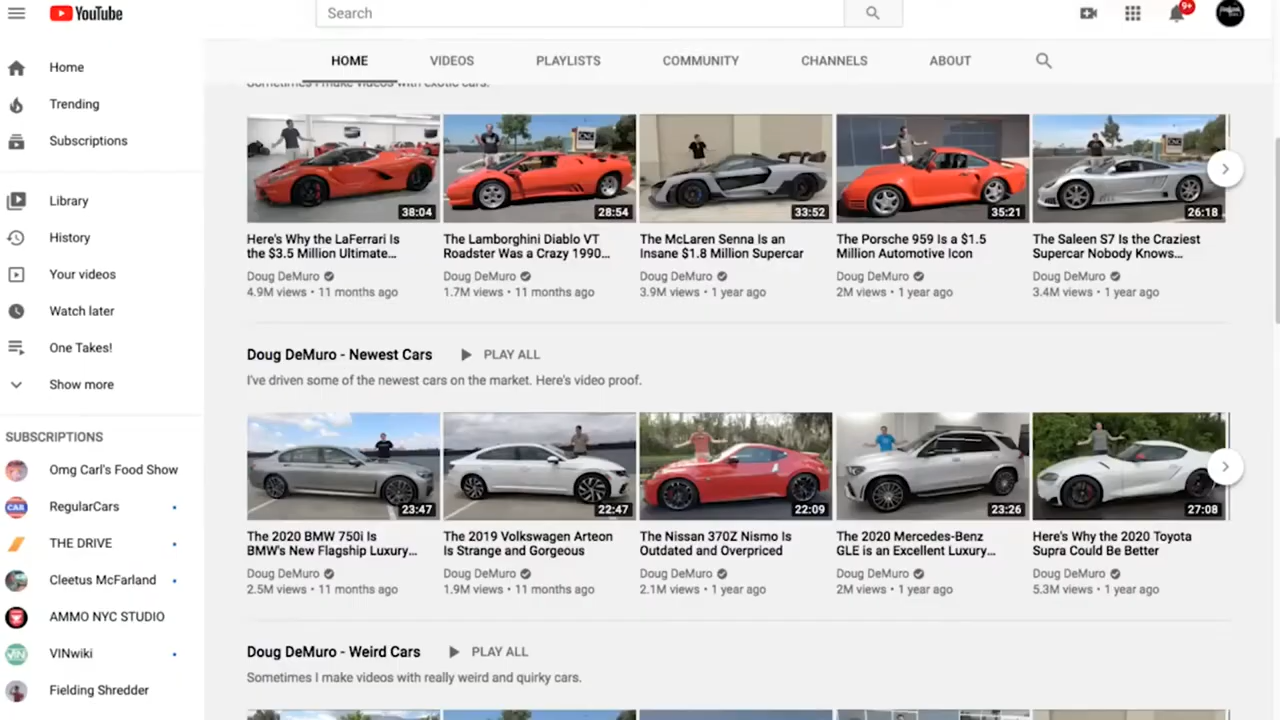 YouTube
Search
9+
HOME
VIDEOS
PLAYLISTS
COMMUNITY
CHANNELS
ABOUT
Home
Trending
Subscriptions
Library
History
Your videos
Watch later
One Takes!
Show more
SUBSCRIPTIONS
Omg Carl's Food Show
CAR
RegularCars
THE DRIVE
Cleetus McFarland
AMMO NYC STUDIO
VIN
VINwiki
Fielding Shredder
Sometimes I make videos with exotic cars.
38:04
28:54
33:52
35:21
26:18
Here's Why the LaFerrari Is
the $3.5 Million Ultimate...
Doug DeMuro
4.9M views • 11 months ago
The Lamborghini Diablo VT
Roadster Was a Crazy 1990...
Doug DeMuro
1.7M views • 11 months ago
The McLaren Senna Is an
Insane $1.8 Million Supercar
Doug DeMuro
3.9M views • 1 year ago
The Porsche 959 Is a $1.5
Million Automotive Icon
Doug DeMuro
2M views • 1 year ago
The Saleen S7 Is the Craziest
Supercar Nobody Knows...
Doug DeMuro
3.4M views • 1 year ago
Doug DeMuro - Newest Cars
PLAY ALL
I've driven some of the newest cars on the market. Here's video proof.
23:47
22:47
22:09
23:26
27:08
The 2020 BMW 750i Is
BMW's New Flagship Luxury...
Doug DeMuro
2.5M views • 11 months ago
The 2019 Volkswagen Arteon
Is Strange and Gorgeous
Doug DeMuro
1.9M views • 11 months ago
The Nissan 370Z Nismo Is
Outdated and Overpriced
Doug DeMuro
2.1M views • 1 year ago
The 2020 Mercedes-Benz
GLE is an Excellent Luxury...
Doug DeMuro
2M views • 1 year ago
Here's Why the 2020 Toyota
Supra Could Be Better
Doug DeMuro
5.3M views • 1 year ago
Doug DeMuro - Weird Cars
PLAY ALL
Sometimes I make videos with really weird and quirky cars.